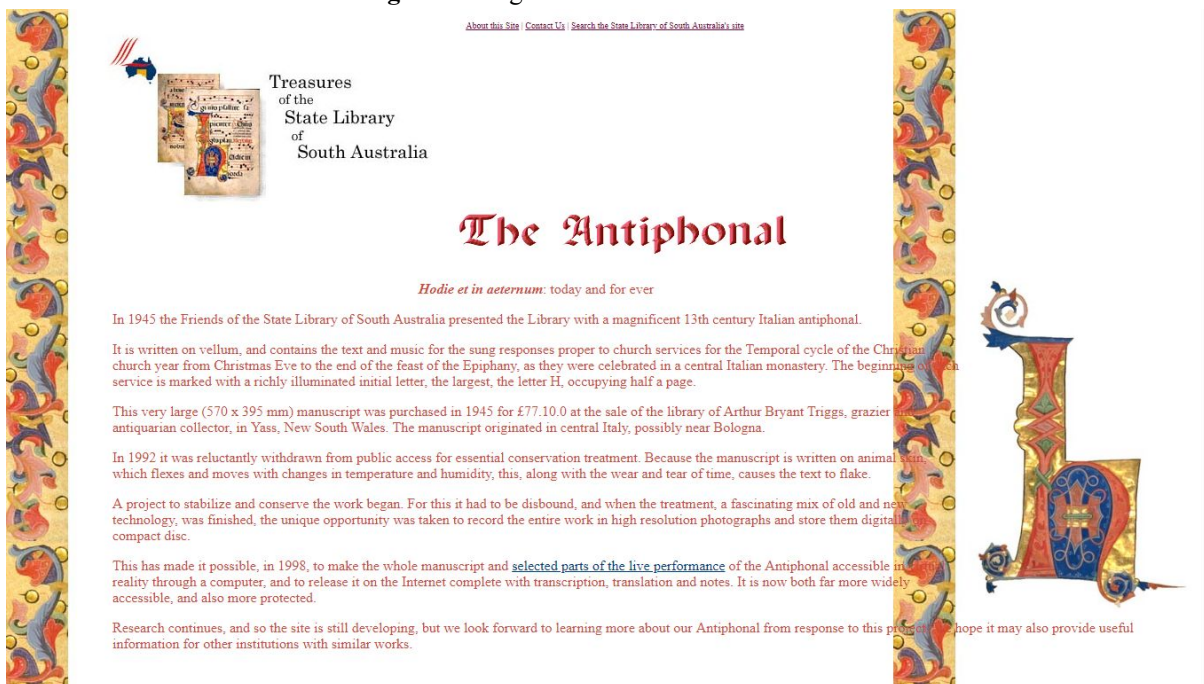 About this Site | Contact Us | Search the State Library of South Australia's site
Treasures
of the
State Library
of
South Australia
The Antiphonal
Hodie et in aeternum: today and for ever
In 1945 the Friends of the State Library of South Australia presented the Library with a magnificent 13th century Italian antiphonal.
It is written on vellum, and contains the text and music for the sung responses proper to church services for the Temporal cycle of the Christian
church year from Christmas Eve to the end of the feast of the Epiphany, as they were celebrated in a central Italian monastery. The beginning of each
service is marked with a richly illuminated initial letter, the largest, the letter H, occupying half a page.
This very large (570 x 395 mm) manuscript was purchased in 1945 for £77.10.0 at the sale of the library of Arthur Bryant Triggs, grazier and
antiquarian collector, in Yass, New South Wales. The manuscript originated in central Italy, possibly near Bologna.
In 1992 it was reluctantly withdrawn from public access for essential conservation treatment. Because the manuscript is written on animal skin,
which flexes and moves with changes in temperature and humidity, this, along with the wear and tear of time, causes the text to flake.
A project to stabilize and conserve the work began. For this it had to be disbound, and when the treatment, a fascinating mix of old and new
technology, was finished, the unique opportunity was taken to record the entire work in high resolution photographs and store them digitally on
compact disc.
This has made it possible, in 1998, to make the whole manuscript and selected parts of the live performance of the Antiphonal accessible in
reality through a computer, and to release it on the Internet complete with transcription, translation and notes. It is now both far more widely
accessible, and also more protected.
Research continues, and so the site is still developing, but we look forward to learning more about our Antiphonal from response to this project. We hope it may also provide useful
information for other institutions with similar works.